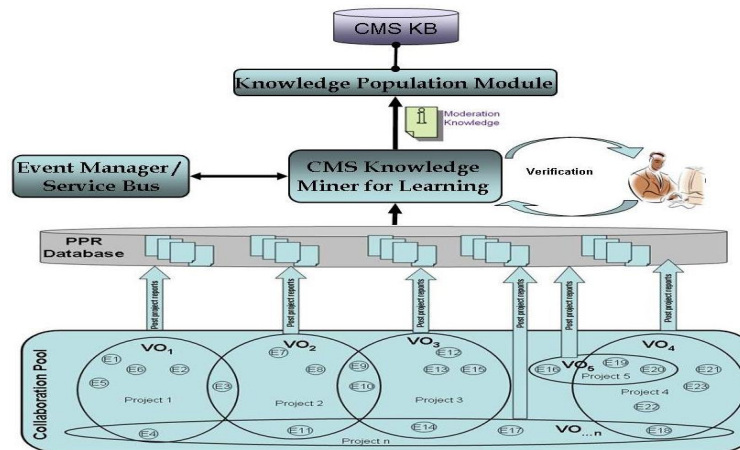 CMS KB
Knowledge Population Module
Moderation
Knowledge
Event Manager /
Service Bus
CMS Knowledge
Miner for Learning
Verification
PPR
Database
Post project reports
Post project reports
Post project reports
Post project reports
Post project reports
Post project reports
Collaboration Pool
VO1
E1
E6
E2
E5
E3
Project 1
E4
VO2
E7
E8
E9
E10
Project 2
E11
VO3
E12
E13
E15
Project 3
E14
VO5
E16
E19
E20
Project 5
VO4
E21
E23
Project 4
E22
E18
Project n
E17
VO...n